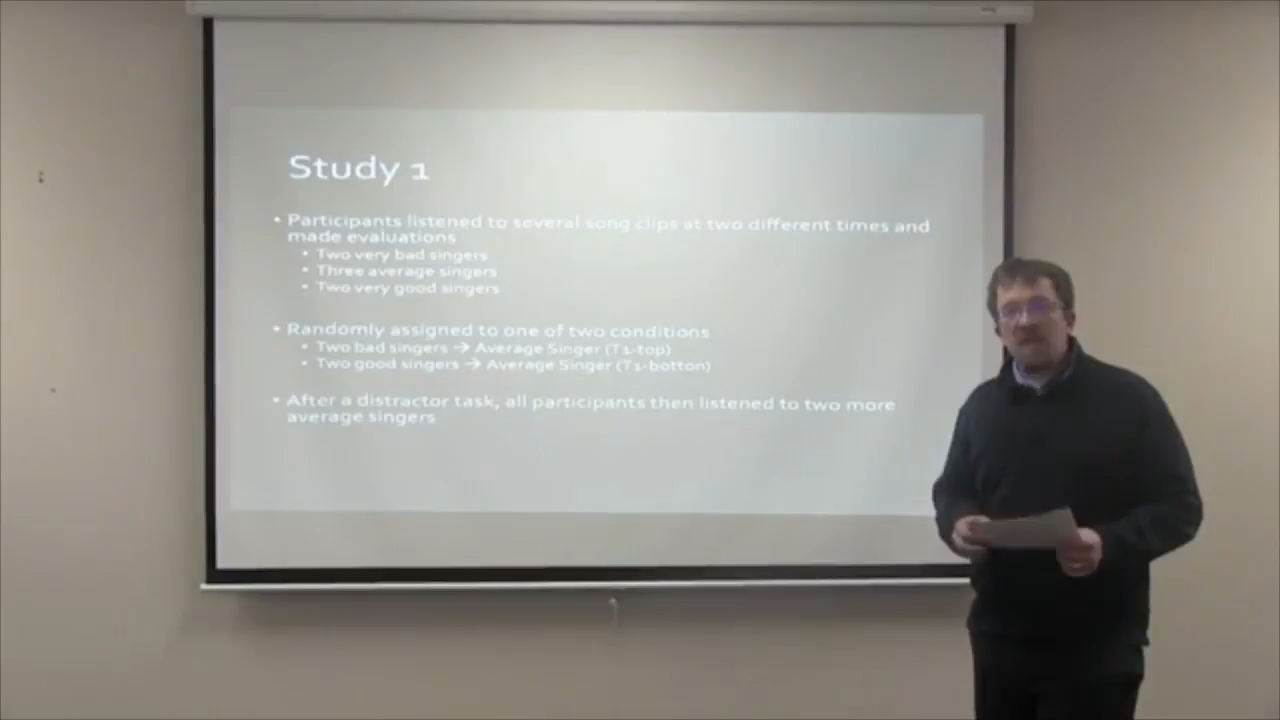 Study 1
• Participants listened to several song clips at two different times and
made evaluations
• Two very bad singers
• Three average singers
• Two very good singers
• Randomly assigned to one of two conditions
• Two bad singers → Average Singer (T1-top)
• Two good singers → Average Singer (T1-botton)
• After a distractor task, all participants then listened to two more
average singers